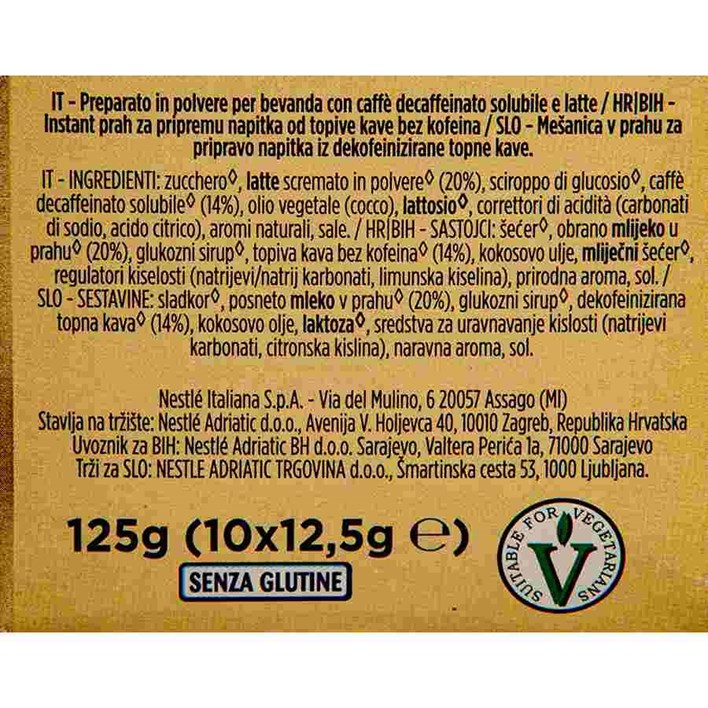 IT - Preparato in polvere per bevanda con caffè decaffeinato solubile e latte / HR|BIH -
Instant prah za pripremu napitka od topive kave bez kofeina / SLO - Mešanica v prahu za
pripravo napitka iz dekofeinizirane topne kave.
IT - INGREDIENTI: zucchero◊, latte scremato in polvere◊ (20%), sciroppo di glucosio◊, caffè
decaffeinato solubile◊ (14%), olio vegetale (cocco), lattosio◊, correttori di acidità (carbonati
di sodio, acido citrico), aromi naturali, sale. / HR|BIH - SASTOJCI: šećer◊, obrano mlijeko u
prahu◊ (20%), glukozni sirup◊, topiva kava bez kofeina◊ (14%), kokosovo ulje, mliječni šećer◊,
regulatori kiselosti (natrijevi/natrij karbonati, limunska kiselina), prirodna aroma, sol. /
SLO - SESTAVINE: sladkor◊, posneto mleko v prahu◊ (20%), glukozni sirup◊, dekofeinizirana
topna kava◊ (14%), kokosovo olje, laktoza◊, sredstva za uravnavanje kislosti (natrijevi
karbonati, citronska kislina), naravna aroma, sol.
Nestlé Italiana S.p.A. - Via del Mulino, 6 20057 Assago (MI)
Stavlja na tržište: Nestlé Adriatic d.o.o., Avenija V. Holjevca 40, 10010 Zagreb, Republika Hrvatska
Uvoznik za BIH: Nestlé Adriatic BH d.o.o. Sarajevo, Valtera Perića 1a, 71000 Sarajevo
Trži za SLO: NESTLE ADRIATIC TRGOVINA d.o.o., Šmartinska cesta 53, 1000 Ljubljana.
125g (10x12,5g ℮)
SENZA GLUTINE
SUITABLE FOR VEGETARIANS
V